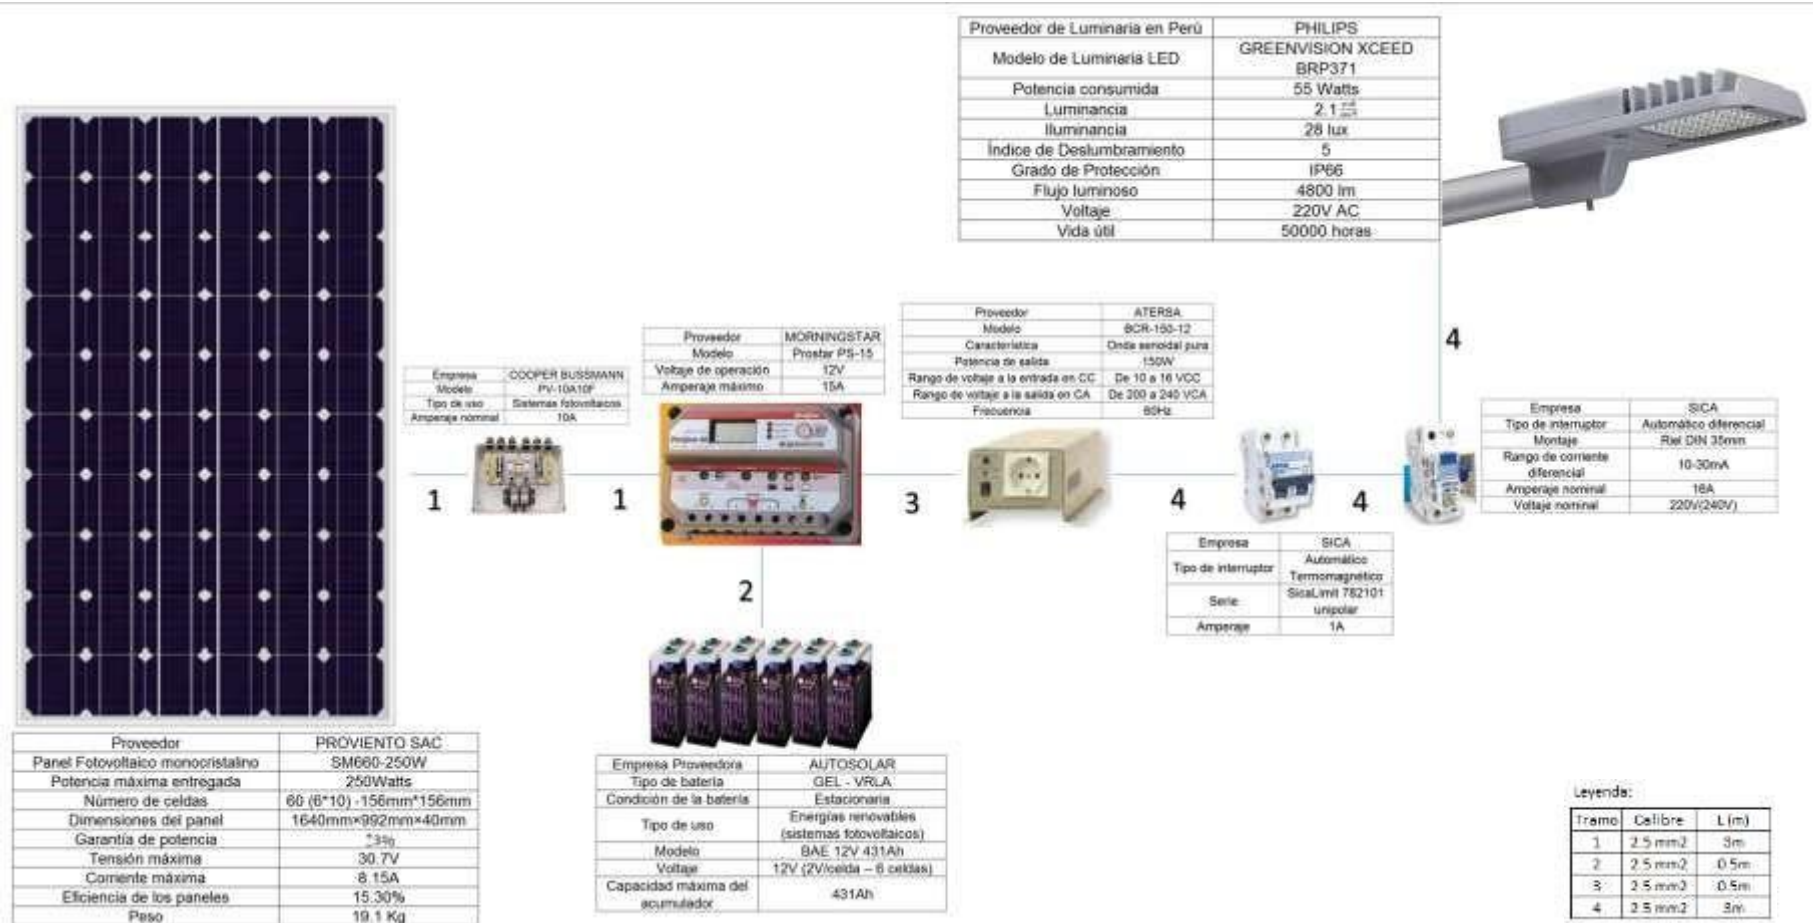 Proveedor de Luminaria en Perú PHILIPS
Modelo de Luminaria LED GREENVISION XCEED
BRP371
Potencia consumida 55 Watts
Luminancia 2.1
Iluminancia 28 lux
Índice de Deslumbramiento 5
Grado de Protección IP66
Flujo luminoso 4800 lm
Voltaje 220V AC
Vida útil 50000 horas
4
Proveedor ATERSA
Modelo BCR-150-12
Característica Onda senoidal pura
Potencia de salida 150W
Rango de voltaje a la entrada en CC De 10 a 16 VCC
Rango de voltaje a la salida en CA De 200 a 240 VCA
Frecuencia 60Hz
Proveedor MORNINGSTAR
Modelo Prostar PS-15
Voltaje de operación 12V
Amperaje máximo 15A
Empresa COOPER BUSSMANN
Modelo PV-10A10F
Tipo de uso Sistemas fotovoltaicos
Amperaje nominal 10A
Empresa SICA
Tipo de interruptor Automático diferencial
Montaje Riel DIN 35mm
Rango de corriente
diferencial 10-30mA
Amperaje nominal 16A
Voltaje nominal 220V(240V)
1
1
3
4
4
2
Empresa SICA
Tipo de interruptor Automático
Termomagnético
Serie SicaLimit 782101
unipolar
Amperaje 1A
Proveedor PROVIENTO SAC
Panel Fotovoltaico monocristalino SM660-250W
Potencia máxima entregada 250Watts
Número de celdas 60 (6*10) -156mm*156mm
Dimensiones del panel 1640mm×992mm×40mm
Garantía de potencia 3%
Tensión máxima 30.7V
Corriente máxima 8.15A
Eficiencia de los paneles 15.30%
Peso 19.1 Kg
Empresa Proveedora AUTOSOLAR
Tipo de batería GEL - VRLA
Condición de la batería Estacionaria
Tipo de uso Energías renovables
(sistemas fotovoltaicos)
Modelo BAE 12V 431Ah
Voltaje 12V (2V/celda – 6 celdas)
Capacidad máxima del
acumulador 431Ah
Leyenda:
Tramo Calibre L (m)
1 2.5 mm2 3m
2 2.5 mm2 0.5m
3 2.5 mm2 0.5m
4 2.5 mm2 3m